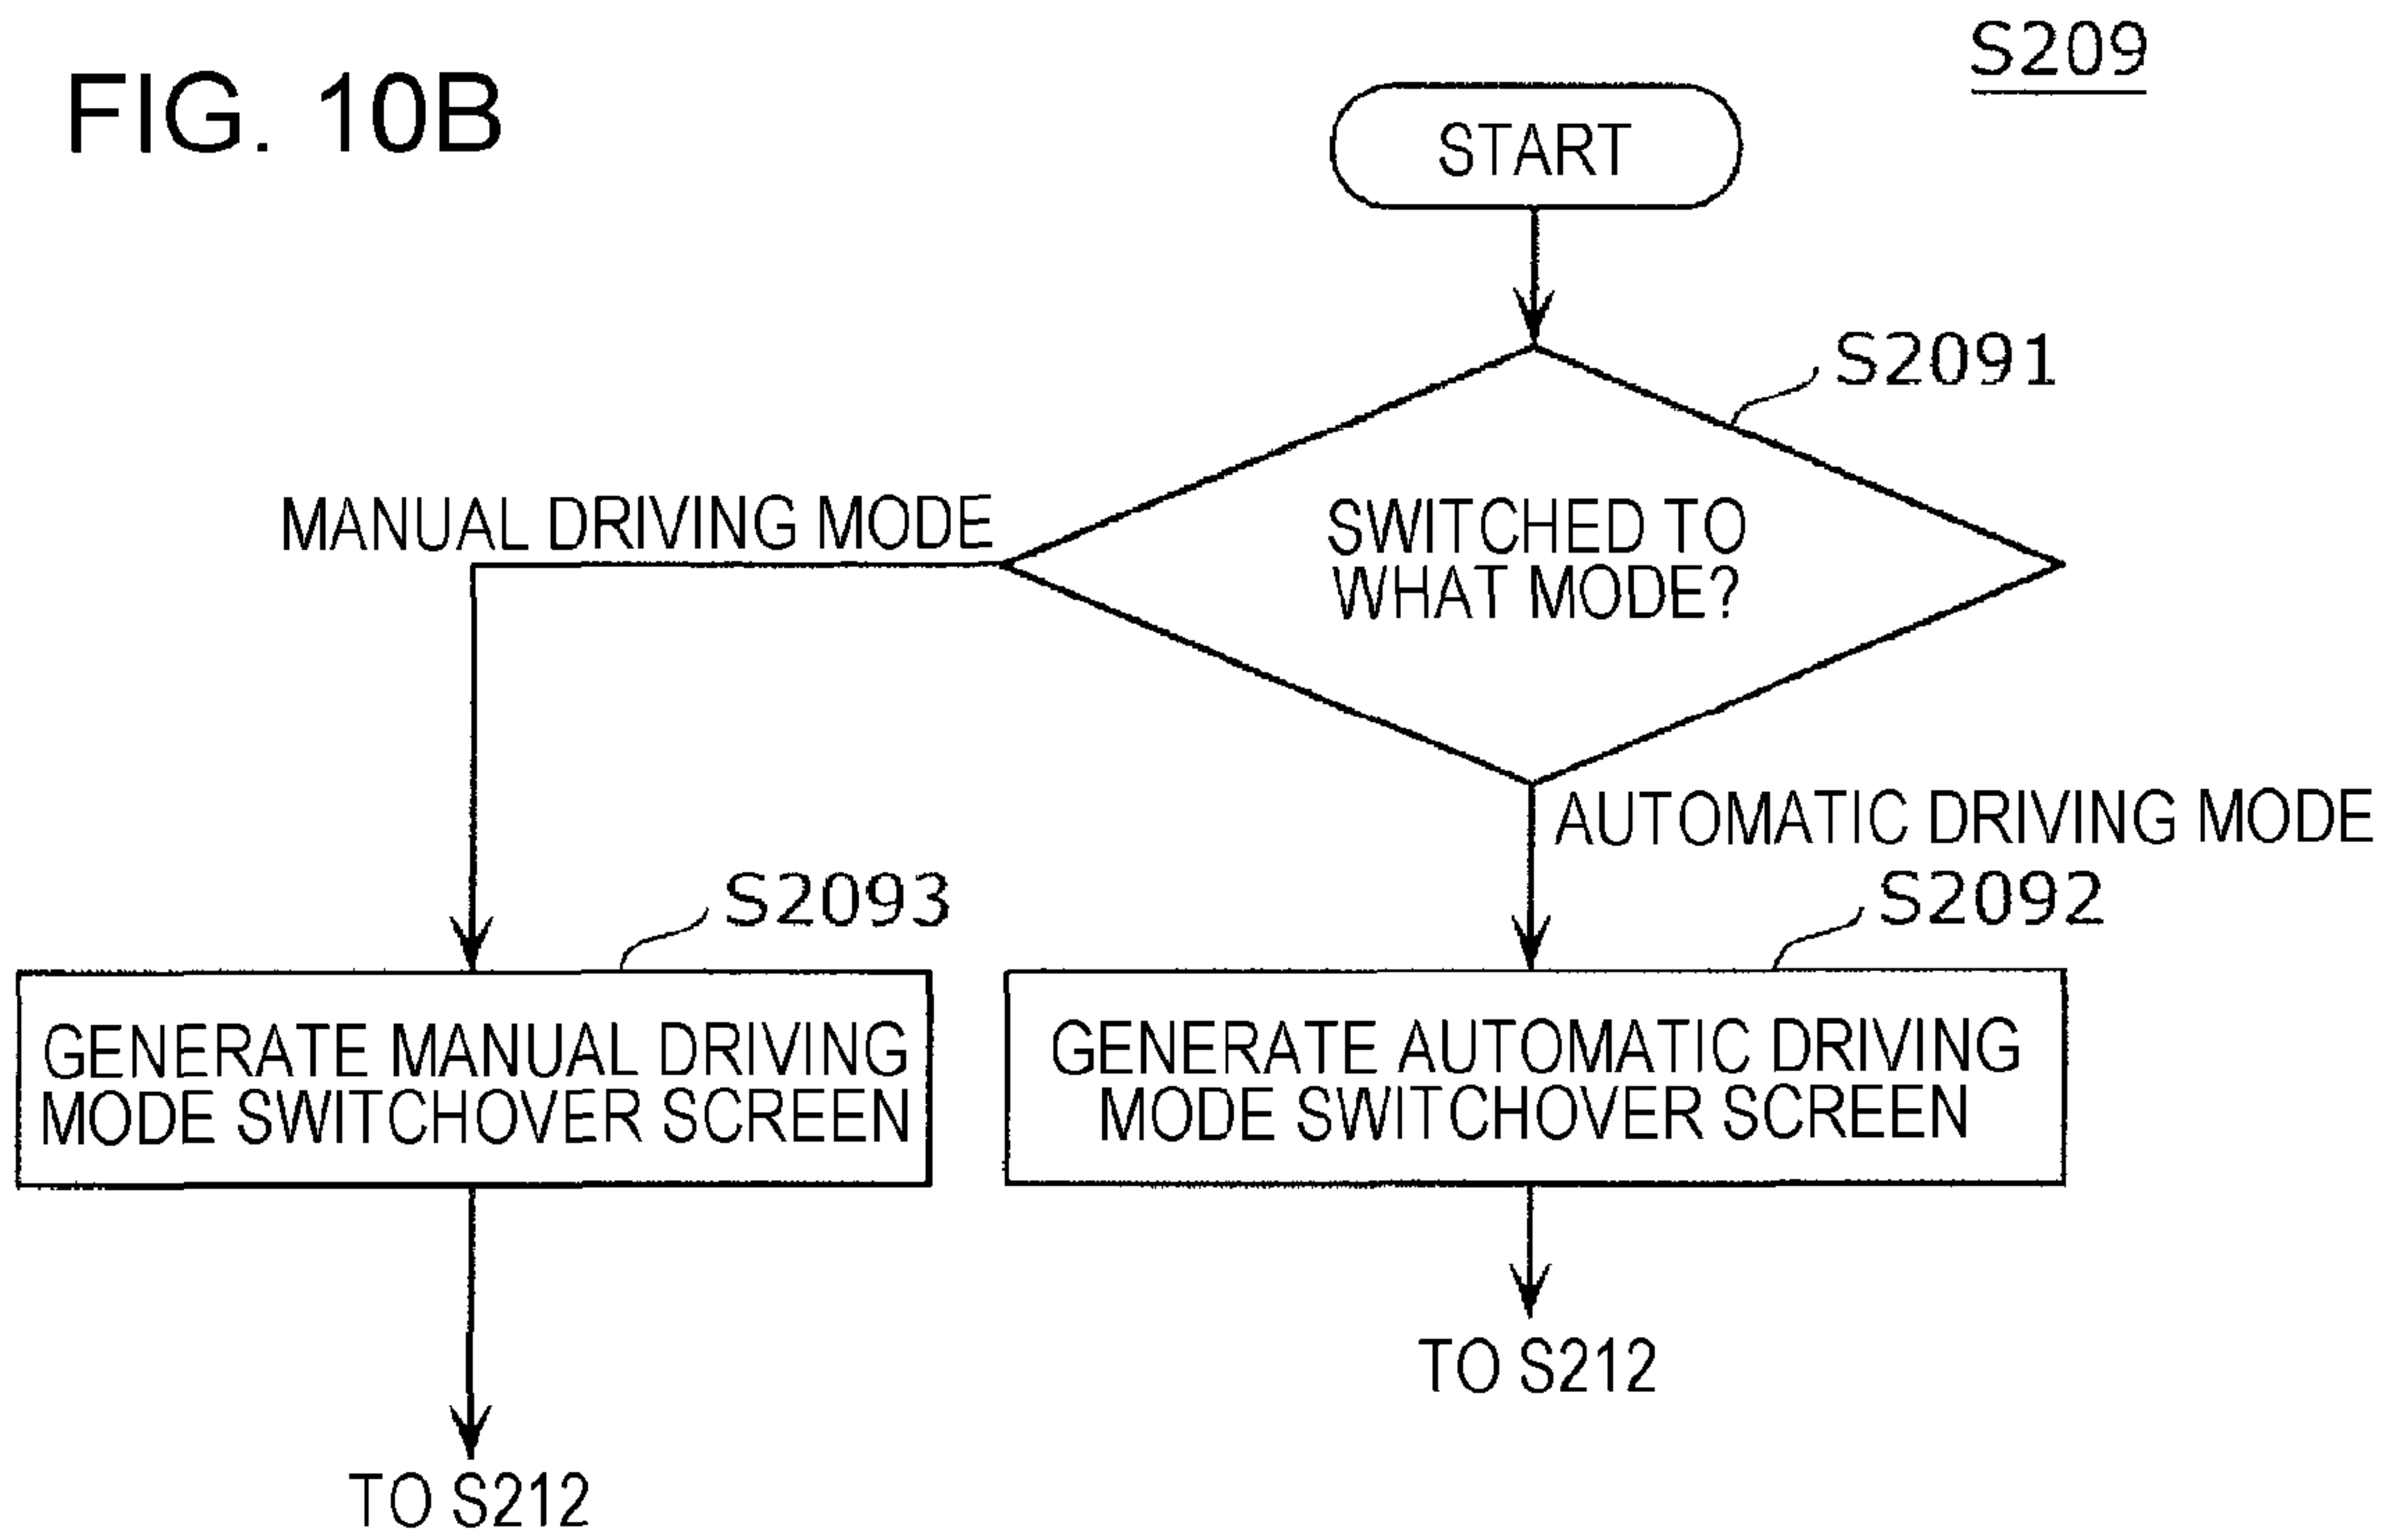 FIG. 10B
S209
START
S2091
SWITCHED TO
WHAT MODE?
MANUAL DRIVING MODE
AUTOMATIC DRIVING MODE
S2093
S2092
GENERATE MANUAL DRIVING
MODE SWITCHOVER SCREEN
GENERATE AUTOMATIC DRIVING
MODE SWITCHOVER SCREEN
TO S212
TO S212